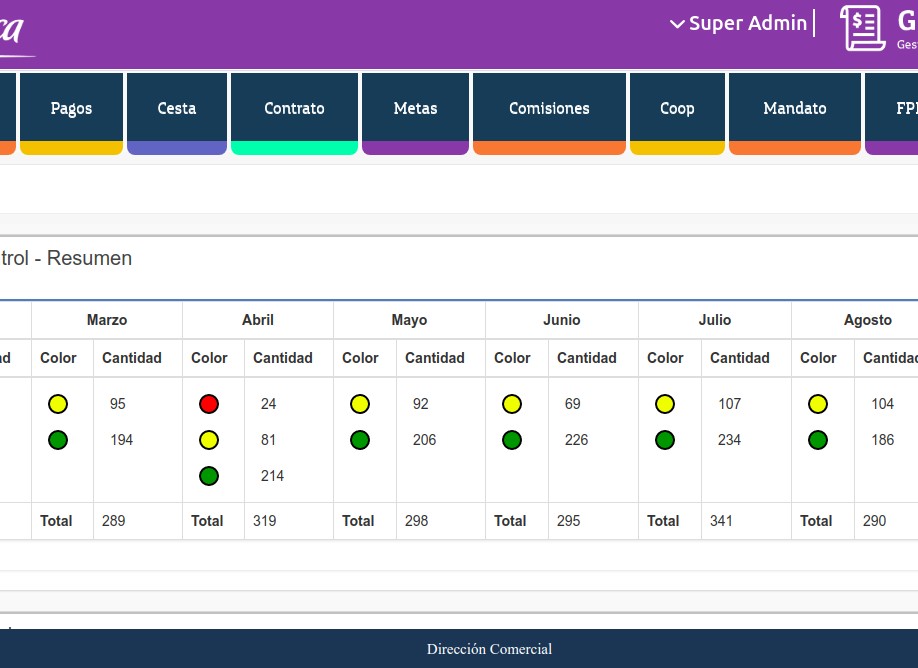 ca
Super Admin
G
Ges
Pagos Cesta Contrato Metas Comisiones Coop Mandato FP
trol - Resumen
Marzo Abril Mayo Junio Julio Agosto
ad Color Cantidad Color Cantidad Color Cantidad Color Cantidad Color Cantidad Color Cantidad
95 24 92 69 107 104
194 81 206 226 234 186
214
Total 289 Total 319 Total 298 Total 295 Total 341 Total 290
Dirección Comercial